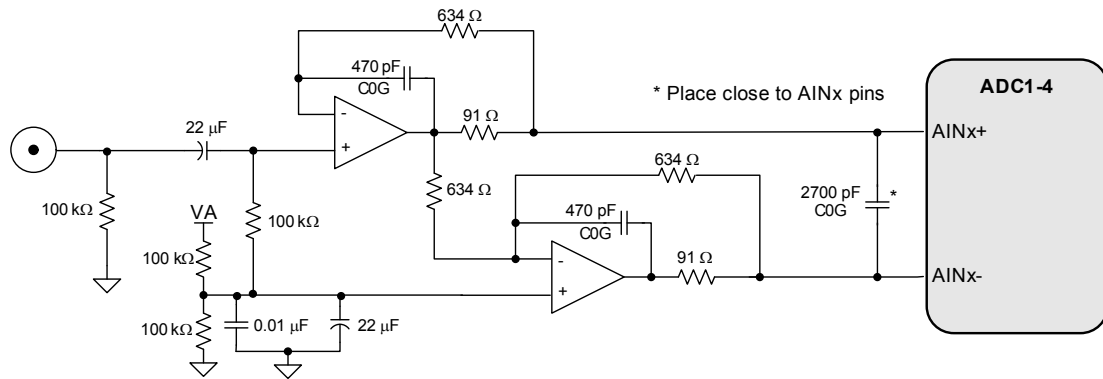 634 Ω
470 pF
C0G
* Place close to AINx pins
ADC1-4
22 µF
-
+
91 Ω
AINx+
634 Ω
634 Ω
100 kΩ
VA
100 kΩ
100 kΩ
470 pF
C0G
2700 pF
C0G
*
-
+
91 Ω
AINx-
100 kΩ
0.01 µF
22 µF